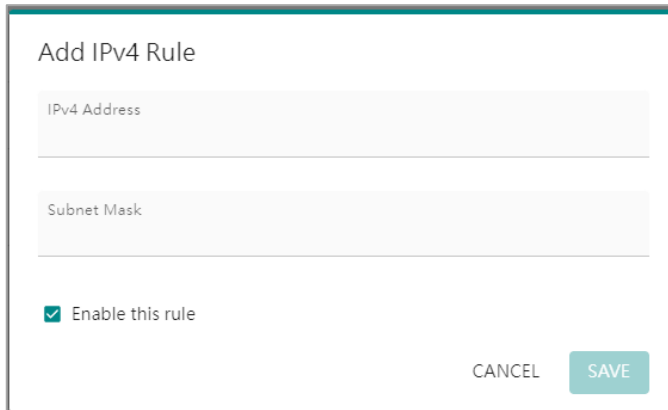 Add IPv4 Rule
IPv4 Address
Subnet Mask
Enable this rule
CANCEL SAVE